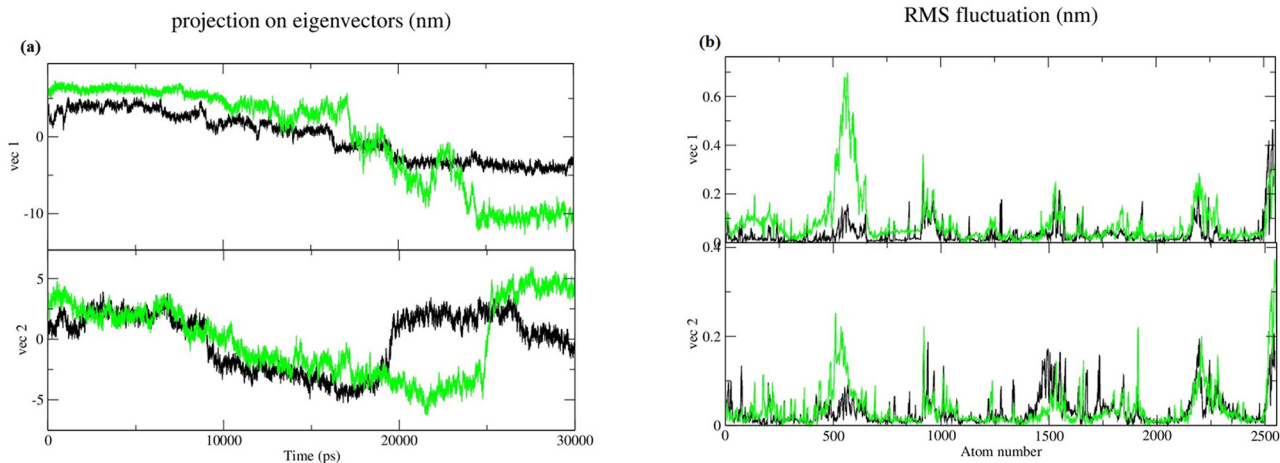 projection on eigenvectors (nm)
(a)
vec 1
0
-10
vec 2
5
0
-5
0
10000
20000
30000
Time (ps)
RMS fluctuation (nm)
(b)
vec 1
0.6
0.4
0.2
0
vec 2
0.4
0.2
0
0
500
1000
1500
2000
2500
Atom number